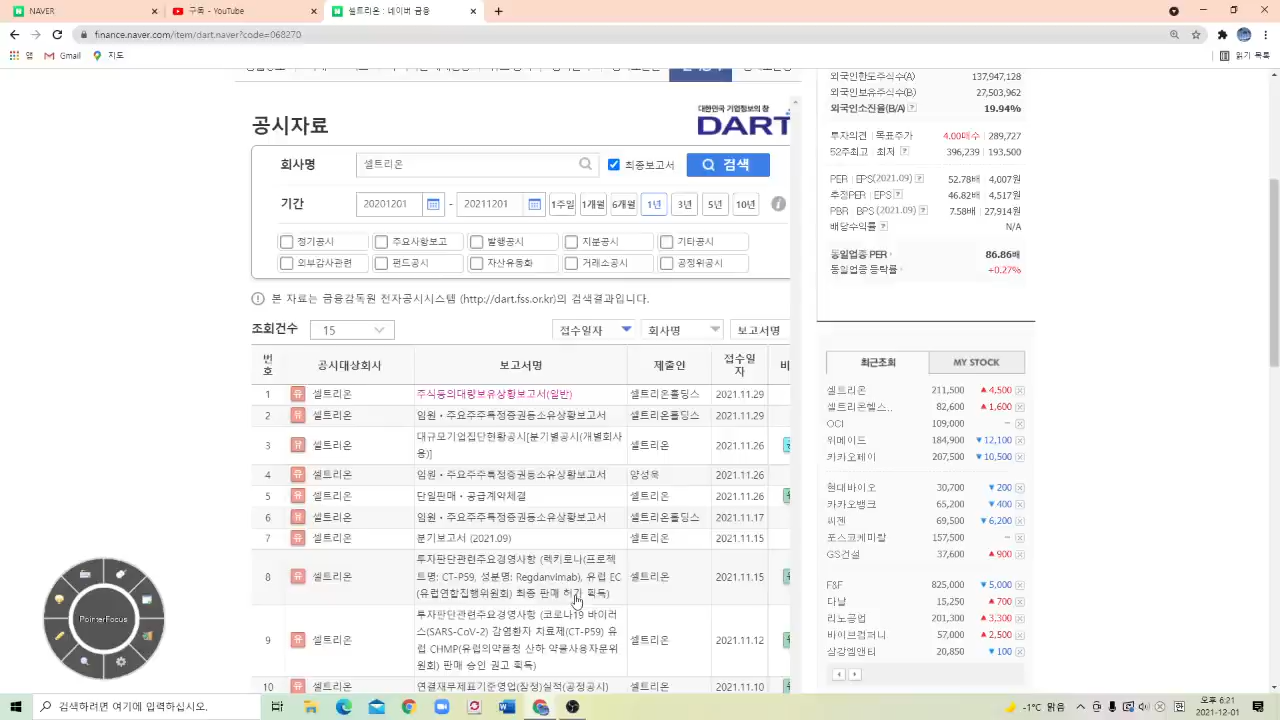 NAVER
구독 - YouTube
셀트리온 : 네이버 금융
finance.naver.com/item/dart.naver?code=068270
앱
Gmail
지도
읽기 목록
공시자료
대한민국 기업정보의 창
DART
회사명
셀트리온
최종보고서
검색
기간
20201201
-
20211201
1주일
1개월
6개월
1년
3년
5년
10년
정기공시
주요사항보고
발행공시
지분공시
기타공시
외부감사관련
펀드공시
자산유동화
거래소공시
공정위공시
본 자료는 금융감독원 전자공시시스템 (http://dart.fss.or.kr)의 검색결과입니다.
조회건수
15
접수일자
회사명
보고서명
번호
공시대상회사
보고서명
제출인
접수일자
비
1 유 셀트리온 주식등의대량보유상황보고서(일반) 셀트리온홀딩스 2021.11.29
2 유 셀트리온 임원ㆍ주요주주특정증권등소유상황보고서 셀트리온홀딩스 2021.11.29
3 유 셀트리온 대규모기업집단현황공시[분기별공시(개별회사용)] 셀트리온 2021.11.26
4 유 셀트리온 임원ㆍ주요주주특정증권등소유상황보고서 양성욱 2021.11.26
5 유 셀트리온 단일판매ㆍ공급계약체결 셀트리온 2021.11.26
6 유 셀트리온 임원ㆍ주요주주특정증권등소유상황보고서 셀트리온홀딩스 2021.11.17
7 유 셀트리온 분기보고서 (2021.09) 셀트리온 2021.11.15
8 유 셀트리온 투자판단관련주요경영사항 (렉키로나(프로젝트명: CT-P59, 성분명: Regdanvimab), 유럽 EC(유럽연합집행위원회) 최종 판매 허가 획득) 셀트리온 2021.11.15
9 유 셀트리온 투자판단관련주요경영사항 (코로나19 바이러스(SARS-CoV-2) 감염환자 치료제(CT-P59) 유럽 CHMP(유럽의약품청 산하 약물사용자문위원회) 판매 승인 권고 획득) 셀트리온 2021.11.12
10 유 셀트리온 연결재무제표기준영업(잠정)실적(공정공시) 셀트리온 2021.11.10
외국인한도주식수(A) 137,947,128
외국인보유주식수(B) 27,503,962
외국인소진율(B/A) 19.94%
투자의견 | 목표주가 4.00매수 | 289,727
52주최고 | 최저 396,239 | 193,500
PER | EPS(2021.09) 52.78배 | 4,007원
추정PER | EPS 46.82배 | 4,517원
PBR | BPS (2021.09) 7.58배 | 27,914원
배당수익률 N/A
동일업종 PER 86.86배
동일업종 등락률 +0.27%
최근조회
MY STOCK
셀트리온 211,500 ▲4,500
셀트리온헬스.. 82,600 ▲1,600
OCI 109,000 -
위메이드 184,900 ▼12,100
카카오페이 207,500 ▼10,500
현대바이오 30,700 ▼200
카카오뱅크 65,200 ▼400
씨젠 69,500 ▼6,200
포스코케미칼 157,500 -
GS건설 37,600 ▲900
F&F 825,000 ▼5,000
다날 15,250 ▲700
리노공업 201,300 ▲3,300
바이브컴퍼니 57,000 ▲2,500
삼강엠앤티 20,850 ▼100
PointerFocus
검색하려면 여기에 입력하십시오.
-1°C 맑음
오후 6:21
2021-12-01